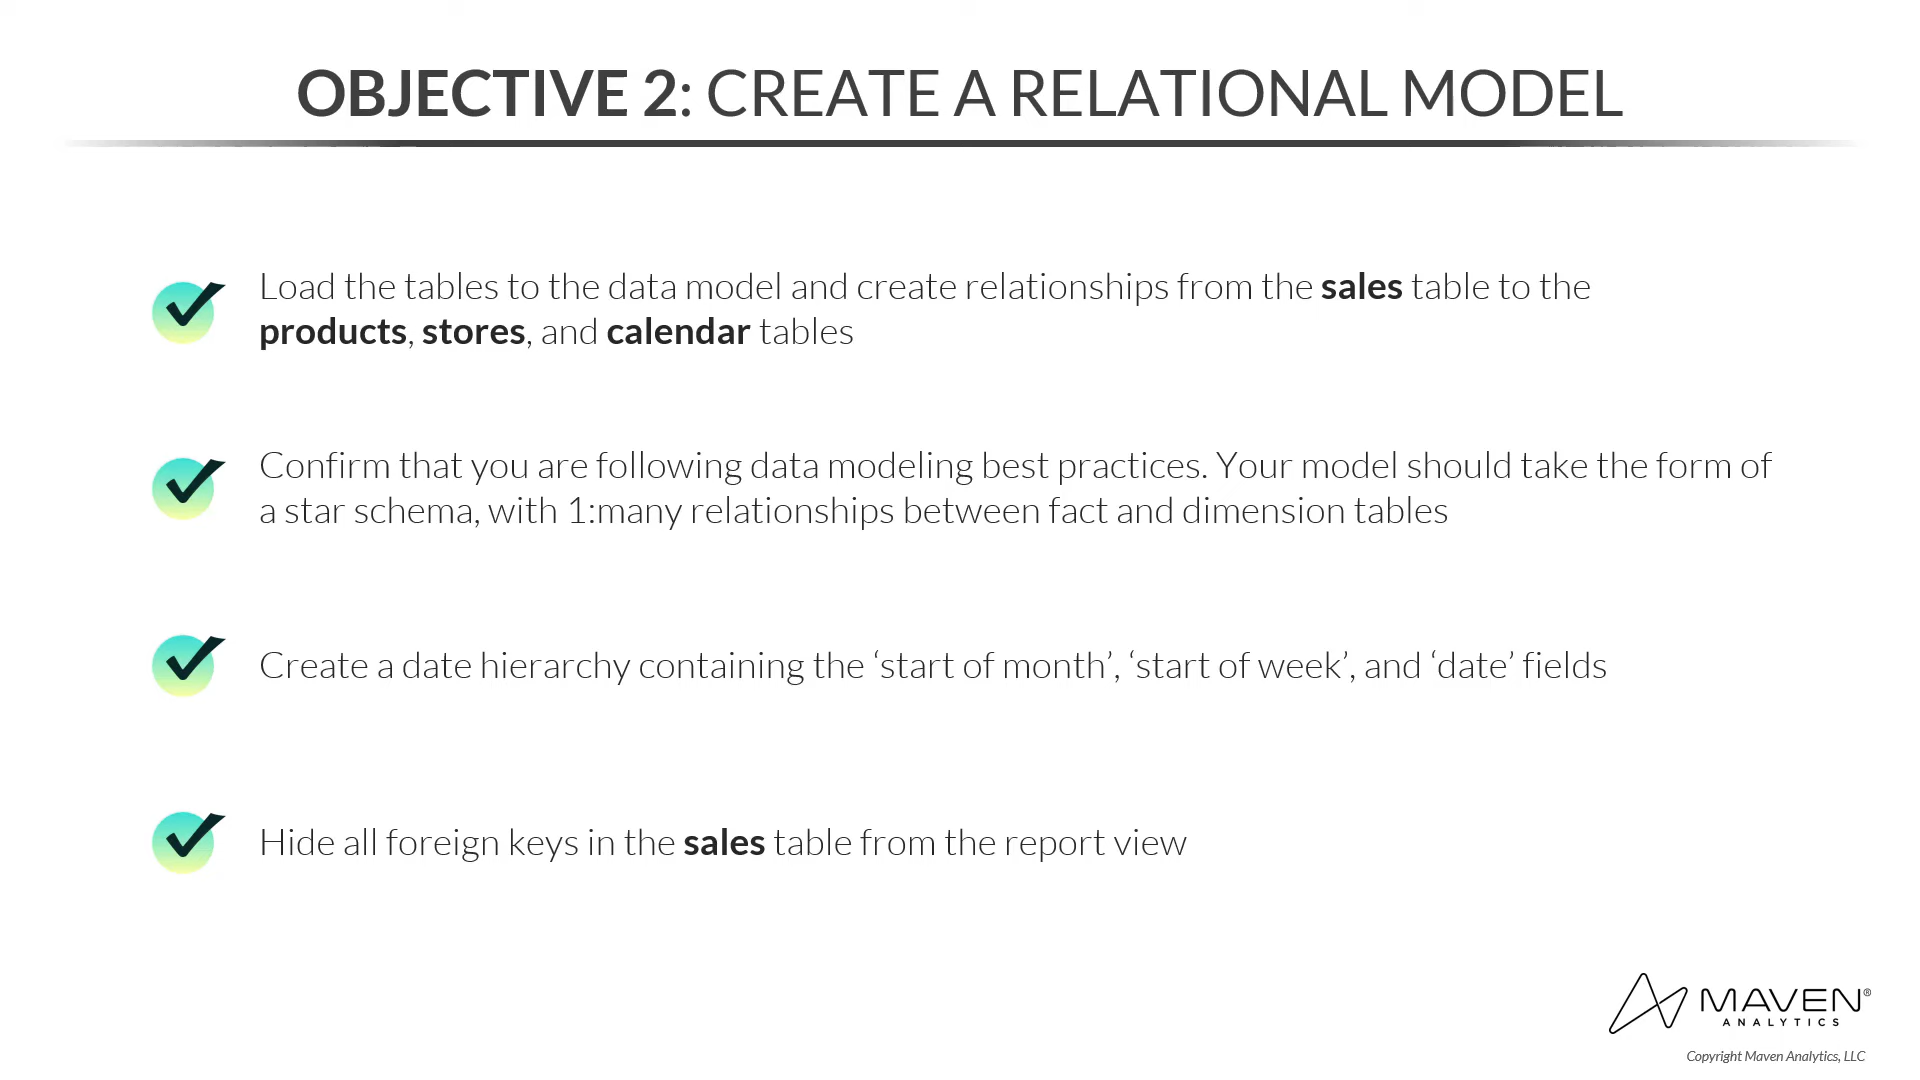 OBJECTIVE 2: CREATE A RELATIONAL MODEL
Load the tables to the data model and create relationships from the sales table to the
products, stores, and calendar tables
Confirm that you are following data modeling best practices. Your model should take the form of
a star schema, with 1:many relationships between fact and dimension tables
Create a date hierarchy containing the ‘start of month’, ‘start of week’, and ‘date’ fields
Hide all foreign keys in the sales table from the report view
MAVEN®
ANALYTICS
Copyright Maven Analytics, LLC